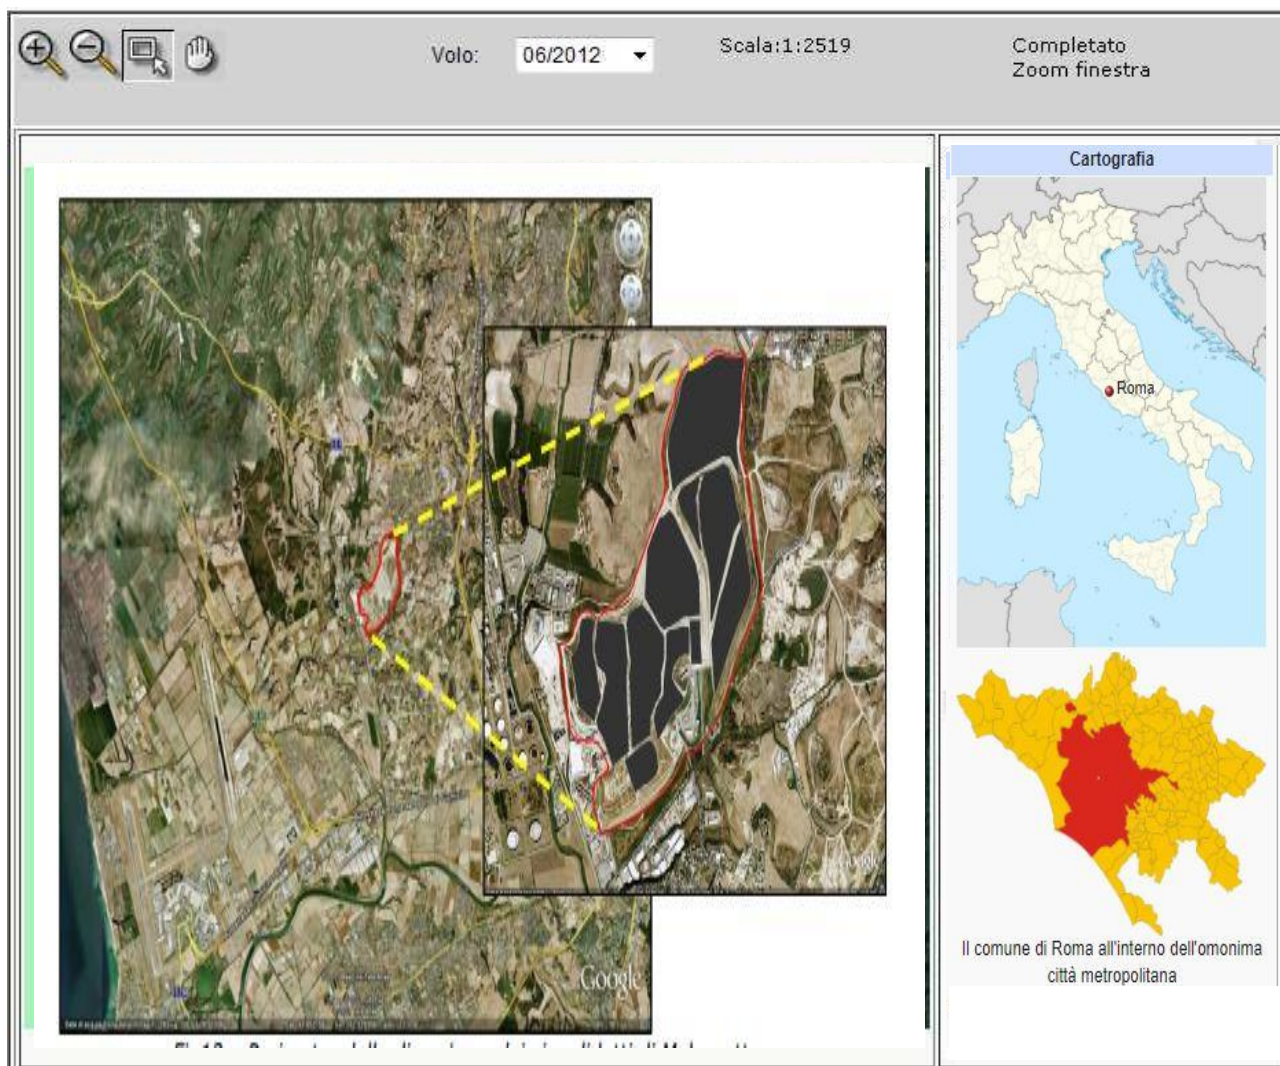 Volo:
06/2012
Scala:1:2519
Completato
Zoom finestra
Cartografia
Roma
Google
Google
Il comune di Roma all'interno dell'omonima
città metropolitana